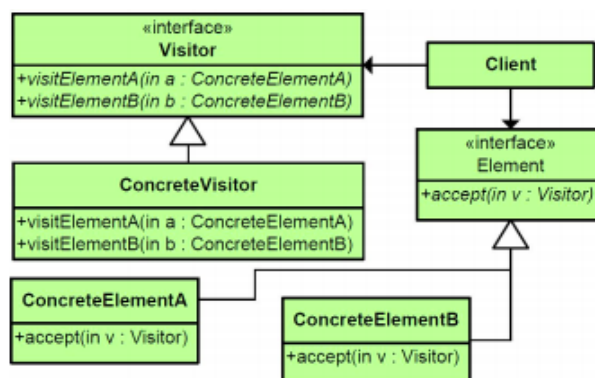 «interface»
Visitor
+visitElementA(in a : ConcreteElementA)
+visitElementB(in b : ConcreteElementB)
Client
«interface»
Element
+accept(in v : Visitor)
ConcreteVisitor
+visitElementA(in a : ConcreteElementA)
+visitElementB(in b : ConcreteElementB)
ConcreteElementA
+accept(in v : Visitor)
ConcreteElementB
+accept(in v : Visitor)